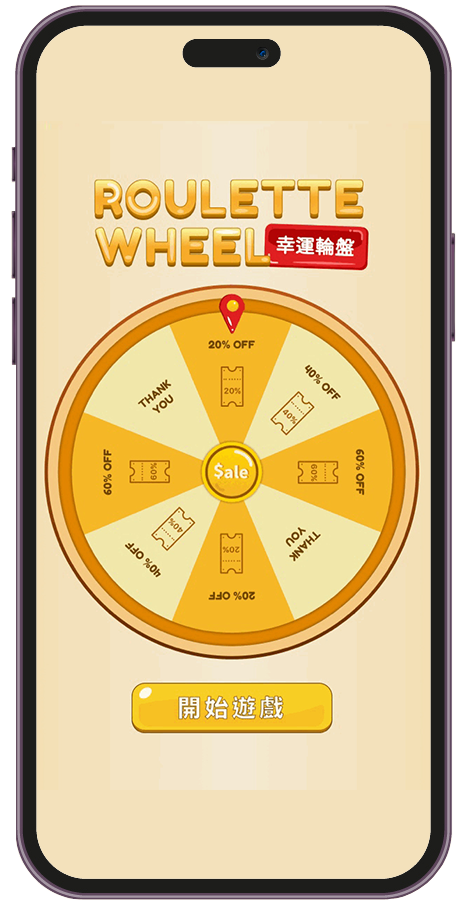 ROULETTE
WHEEL
幸運輪盤
20% OFF
20%
40% OFF
40%
60% OFF
60%
THANK
YOU
20% OFF
20%
40% OFF
40%
60% OFF
60%
THANK
YOU
$ale
開始遊戲